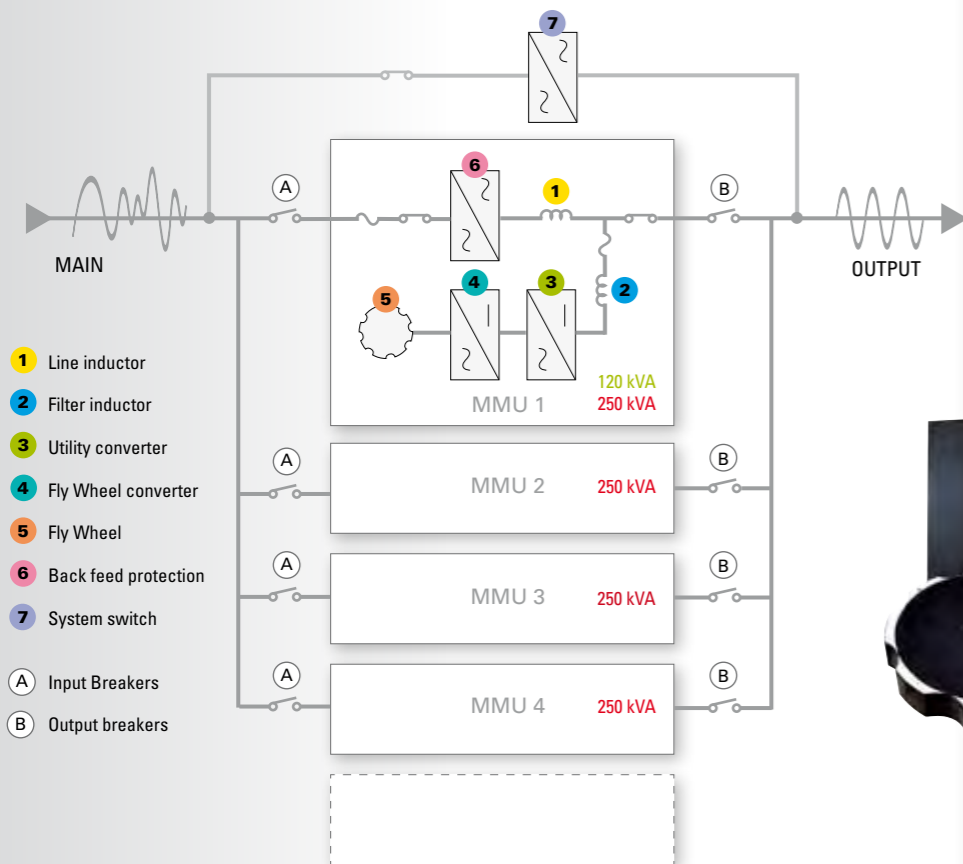 7
6
A
1
B
MAIN
OUTPUT
5
4
3
2
120 kVA
MMU 1
250 kVA
1 Line inductor
2 Filter inductor
3 Utility converter
4 Fly Wheel converter
5 Fly Wheel
6 Back feed protection
7 System switch
A Input Breakers
B Output breakers
A
MMU 2
250 kVA
B
A
MMU 3
250 kVA
B
A
MMU 4
250 kVA
B